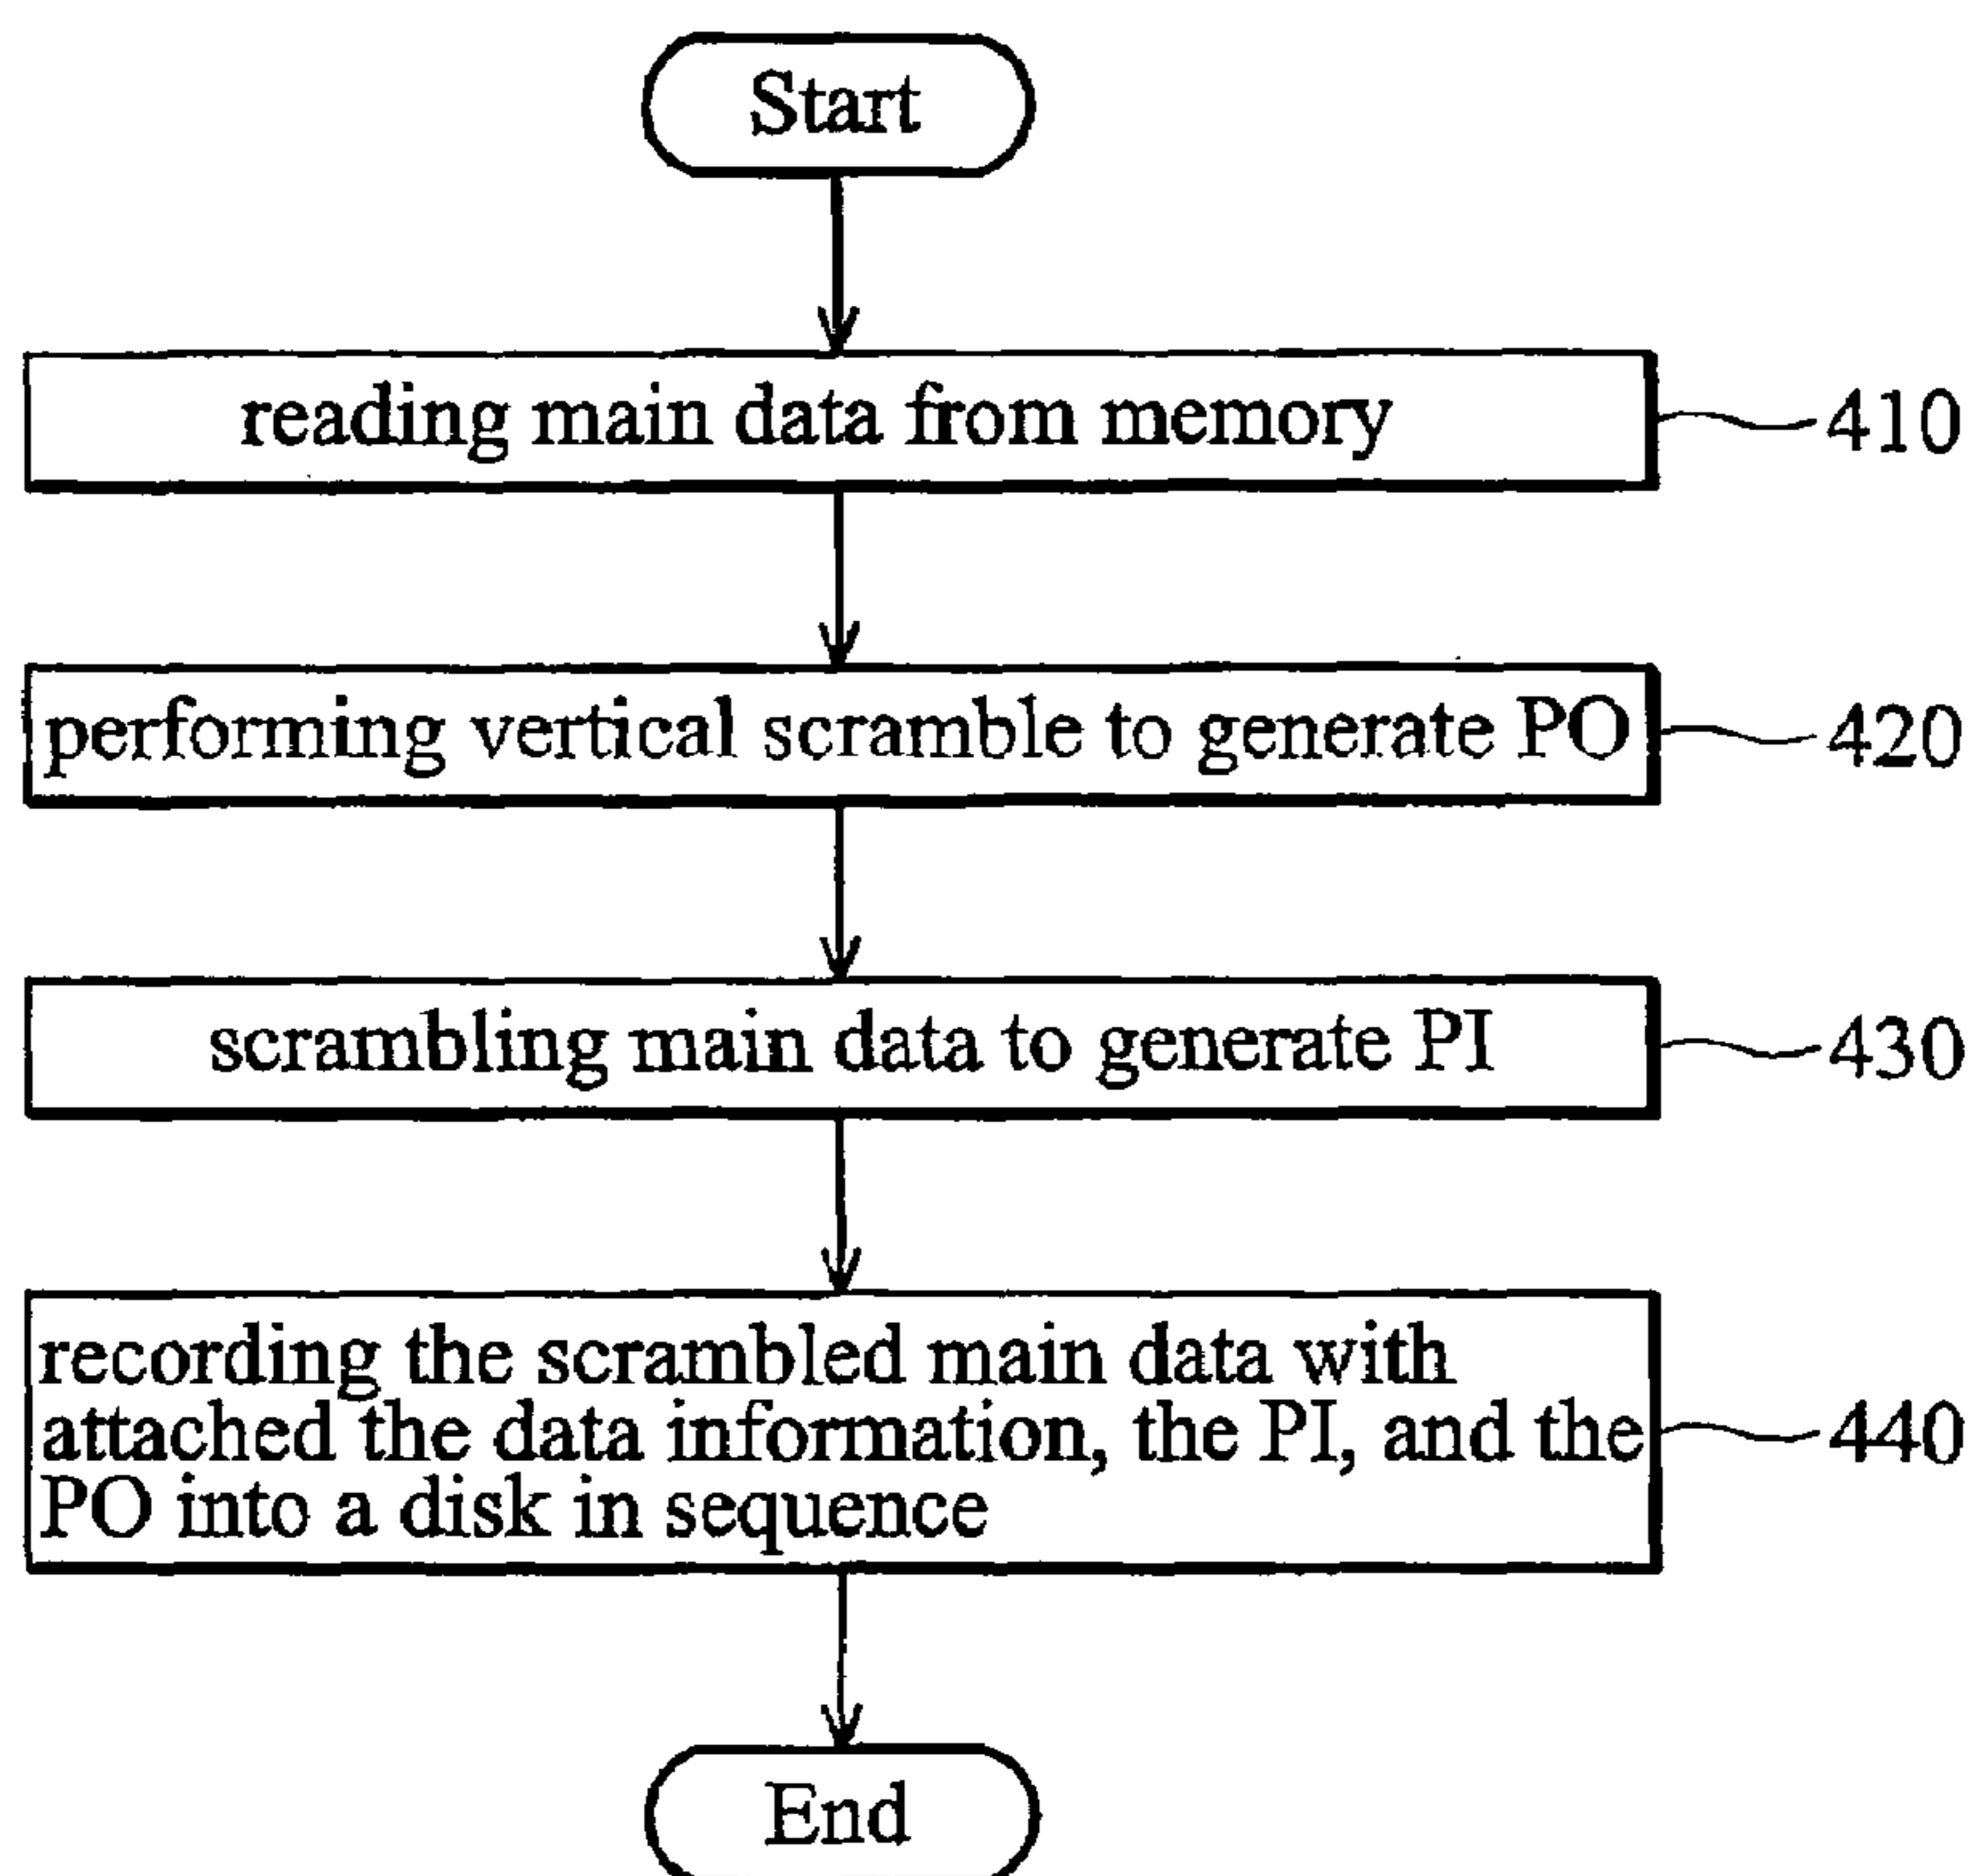 Start
reading main data from memory
410
performing vertical scramble to generate PO
420
scrambling main data to generate PI
430
recording the scrambled main data with
attached the data information, the PI, and the
PO into a disk in sequence
440
End